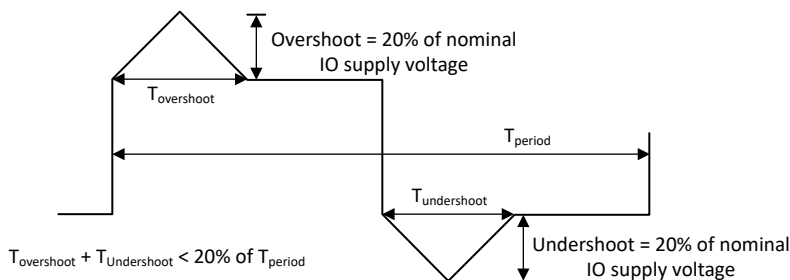 Overshoot = 20% of nominal
IO supply voltage
Tovershoot
Tperiod
Tundershoot
Tovershoot + TUndershoot < 20% of Tperiod
Undershoot = 20% of nominal
IO supply voltage